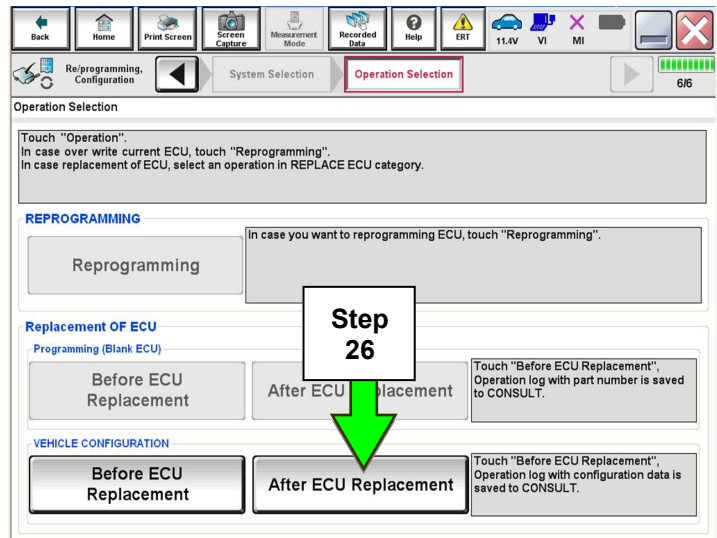 Back
Home
Print Screen
Screen
Capture
Measurement
Mode
Recorded
Data
Help
ERT
11.4V
VI
MI
Re/programming,
Configuration
System Selection
Operation Selection
6/6
Operation Selection
Touch "Operation".
In case over write current ECU, touch "Reprogramming".
In case replacement of ECU, select an operation in REPLACE ECU category.
REPROGRAMMING
Reprogramming
In case you want to reprogramming ECU, touch "Reprogramming".
Step
26
Replacement OF ECU
Programming (Blank ECU)
Before ECU
Replacement
After ECU Replacement
Touch "Before ECU Replacement",
Operation log with part number is saved
to CONSULT.
VEHICLE CONFIGURATION
Before ECU
Replacement
After ECU Replacement
Touch "Before ECU Replacement",
Operation log with configuration data is
saved to CONSULT.